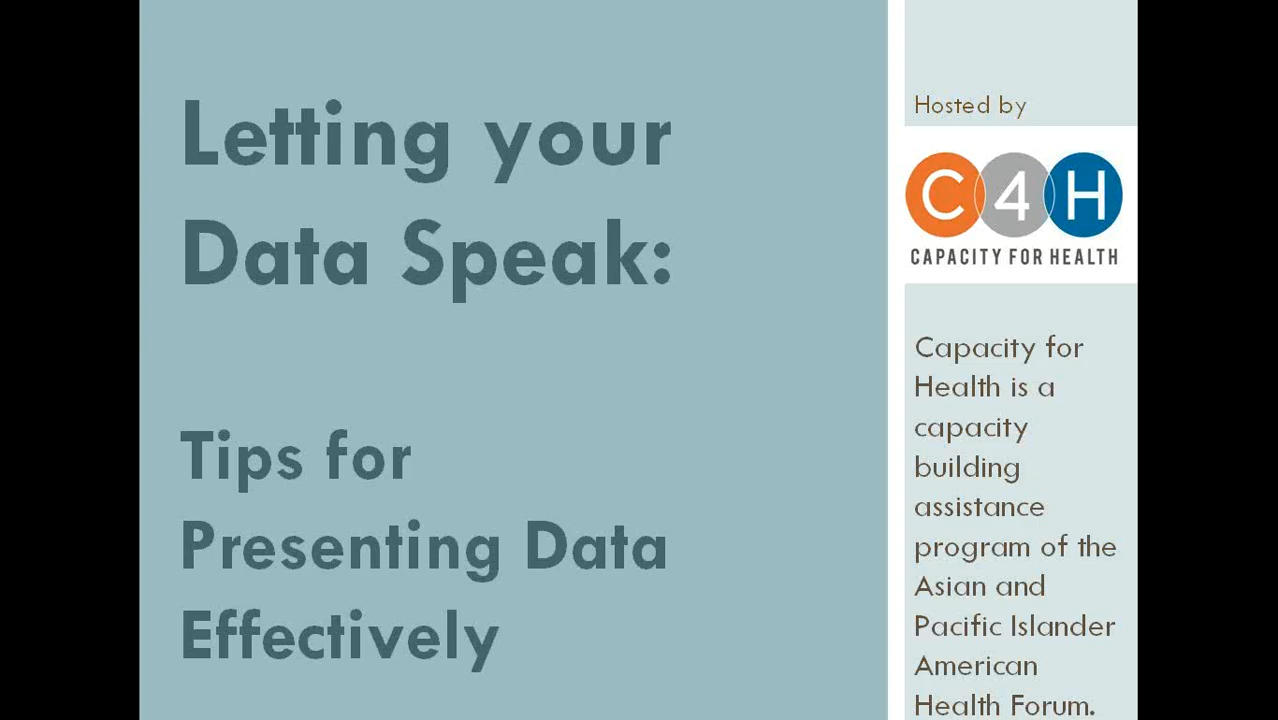 Letting your
Data Speak:
Tips for
Presenting Data
Effectively
Hosted by
C4H
CAPACITY FOR HEALTH
Capacity for
Health is a
capacity
building
assistance
program of the
Asian and
Pacific Islander
American
Health Forum.